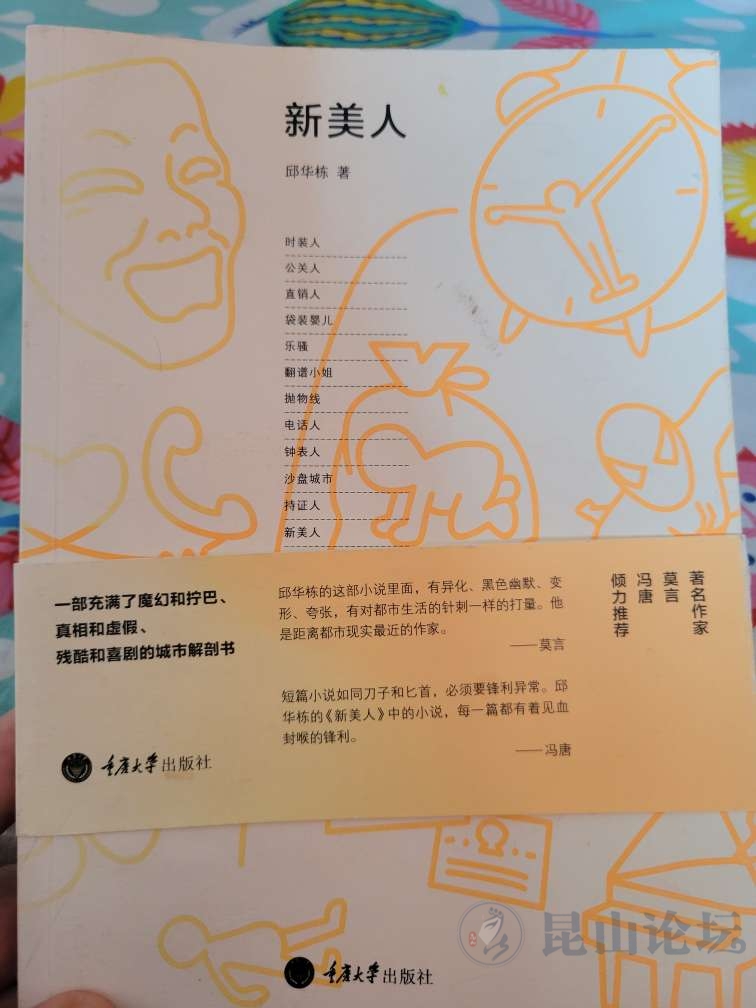 新美人
邱华栋 著
时装人
公关人
直销人
袋装婴儿
乐骚
翻谱小姐
抛物线
电话人
钟表人
沙盘城市
持证人
新美人
一部充满了魔幻和拧巴、
真相和虚假、
残酷和喜剧的城市解剖书
重庆大学出版社
邱华栋的这部小说里面，有异化、黑色幽默、变
形、夸张，有对都市生活的针刺一样的打量。他
是距离都市现实最近的作家。
——莫言
短篇小说如同刀子和匕首，必须要锋利异常。邱
华栋的《新美人》中的小说，每一篇都有着见血
封喉的锋利。
——冯唐
著名作家
莫言
冯唐
倾力推荐
重庆大学出版社
昆山论坛